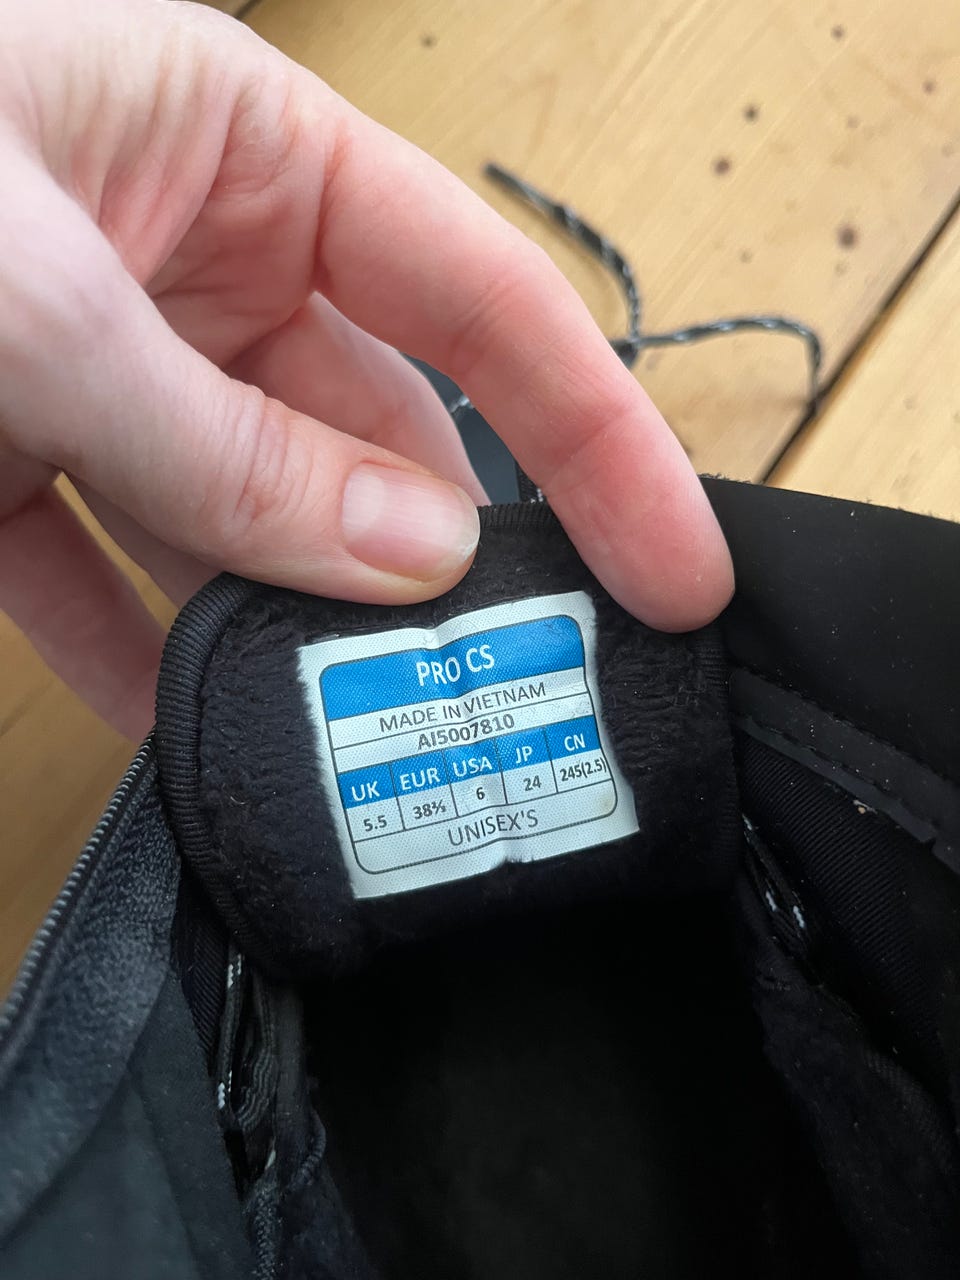 PRO CS
MADE IN VIETNAM
AI5007810
UK EUR USA JP CN
5.5 38⅔ 6 24 245(2.5)
UNISEX'S